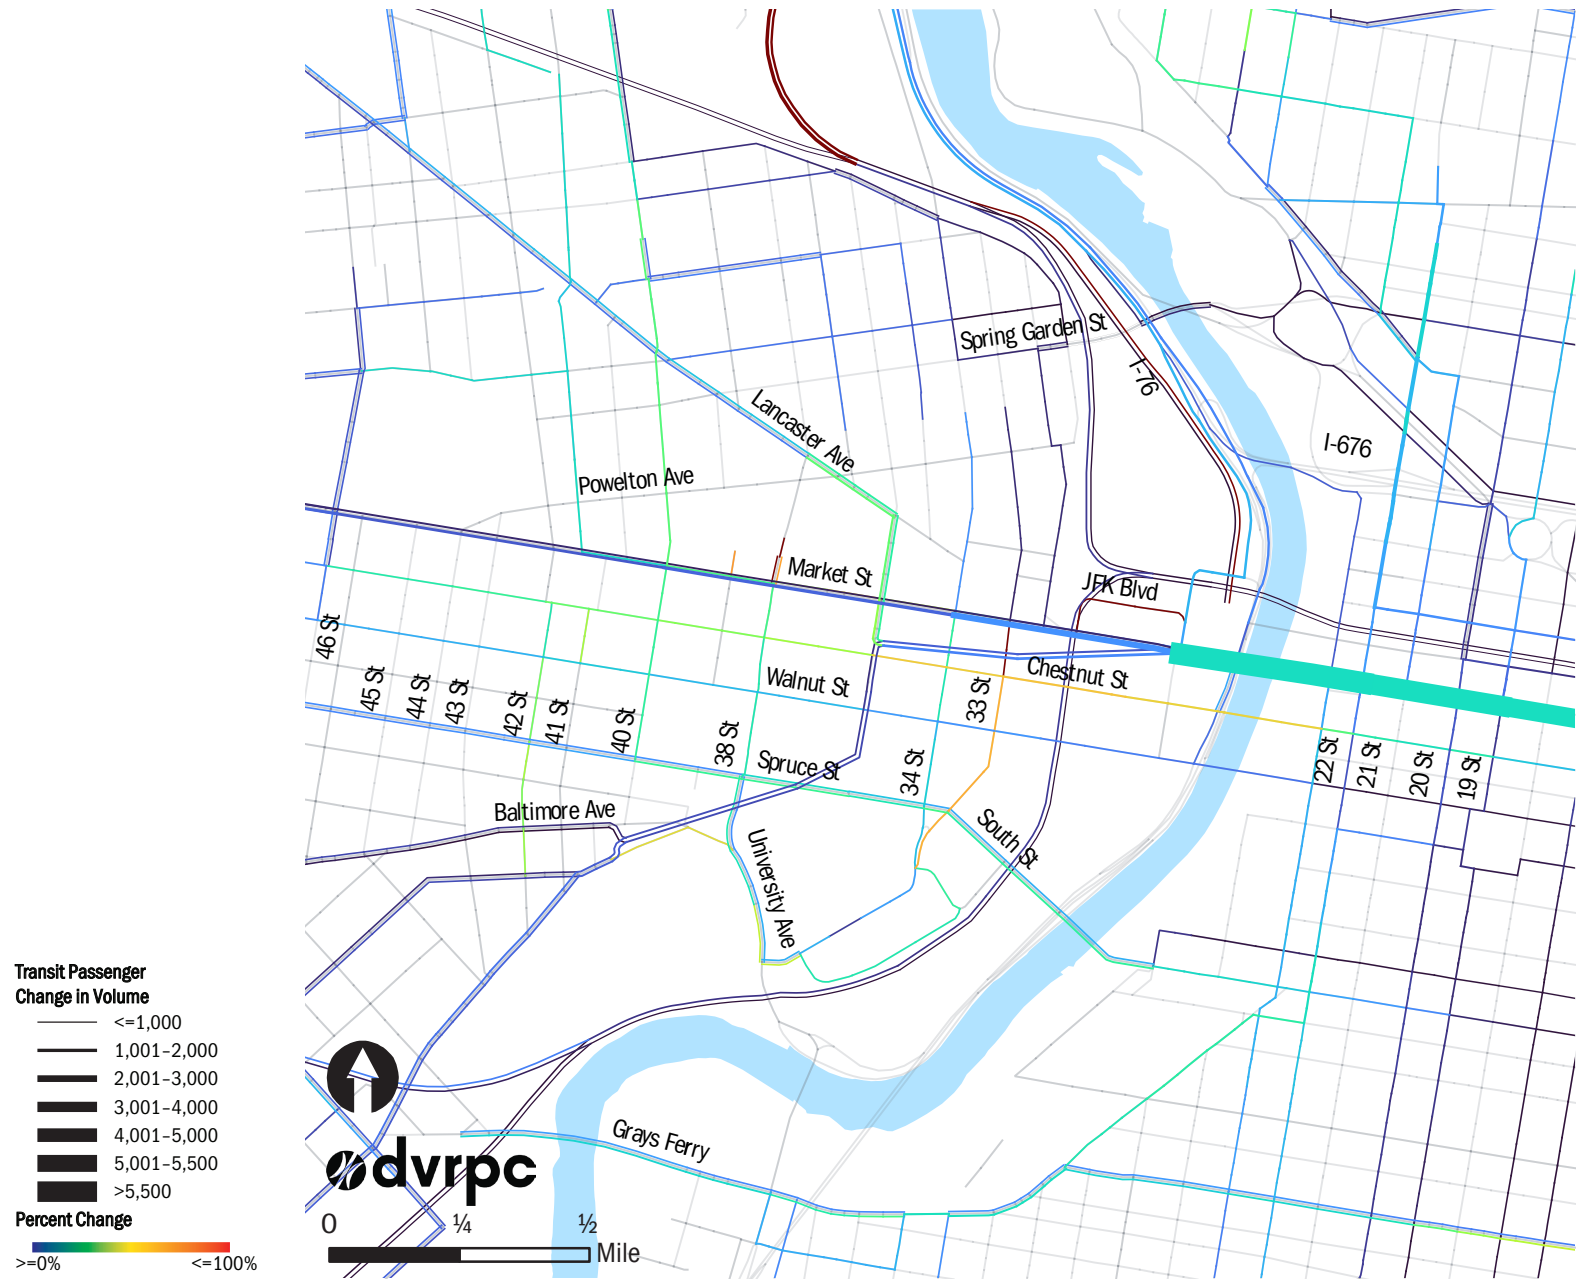 Spring Garden St
I-76
Lancaster Ave
I-676
Powelton Ave
Market St
JFK Blvd
46 St
45 St
44 St
43 St
42 St
41 St
40 St
38 St
Walnut St
Chestnut St
33 St
34 St
Spruce St
22 St
21 St
20 St
19 St
Baltimore Ave
South St
University Ave
Grays Ferry
Transit Passenger
Change in Volume
<=1,000
1,001-2,000
2,001-3,000
3,001-4,000
4,001-5,000
5,001-5,500
>5,500
Percent Change
>=0% <=100%
dvrpc
0 ¼ ½
Mile